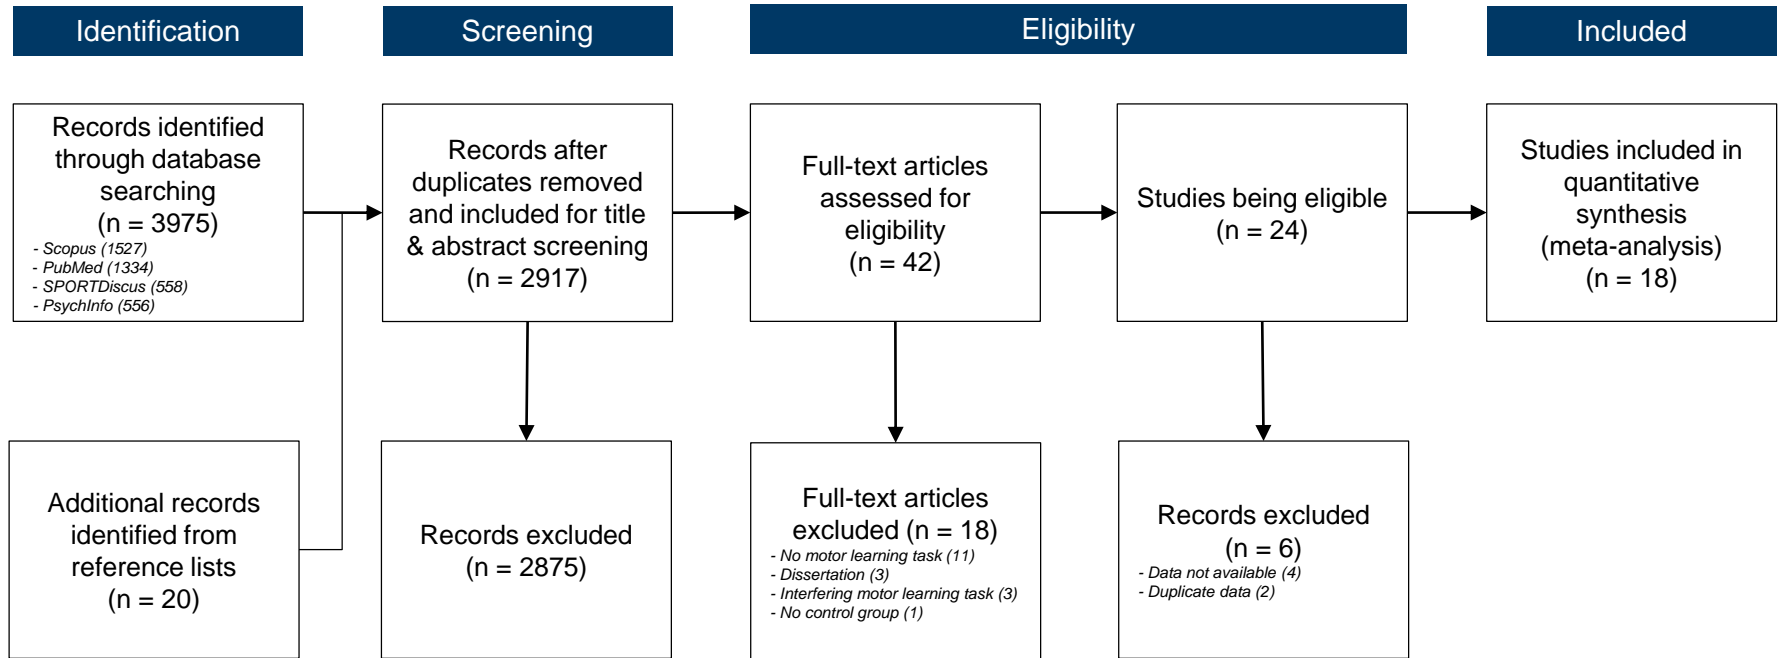 Identification
Screening
Eligibility
Included
Records identified
through database
searching
(n = 3975)
- Scopus (1527)
- PubMed (1334)
- SPORTDiscus (558)
- PsychInfo (556)
Records after
duplicates removed
and included for title
& abstract screening
(n = 2917)
Full-text articles
assessed for
eligibility
(n = 42)
Studies being eligible
(n = 24)
Studies included in
quantitative
synthesis
(meta-analysis)
(n = 18)
Additional records
identified from
reference lists
(n = 20)
Records excluded
(n = 2875)
Full-text articles
excluded (n = 18)
- No motor learning task (11)
- Dissertation (3)
- Interfering motor learning task (3)
- No control group (1)
Records excluded
(n = 6)
- Data not available (4)
- Duplicate data (2)